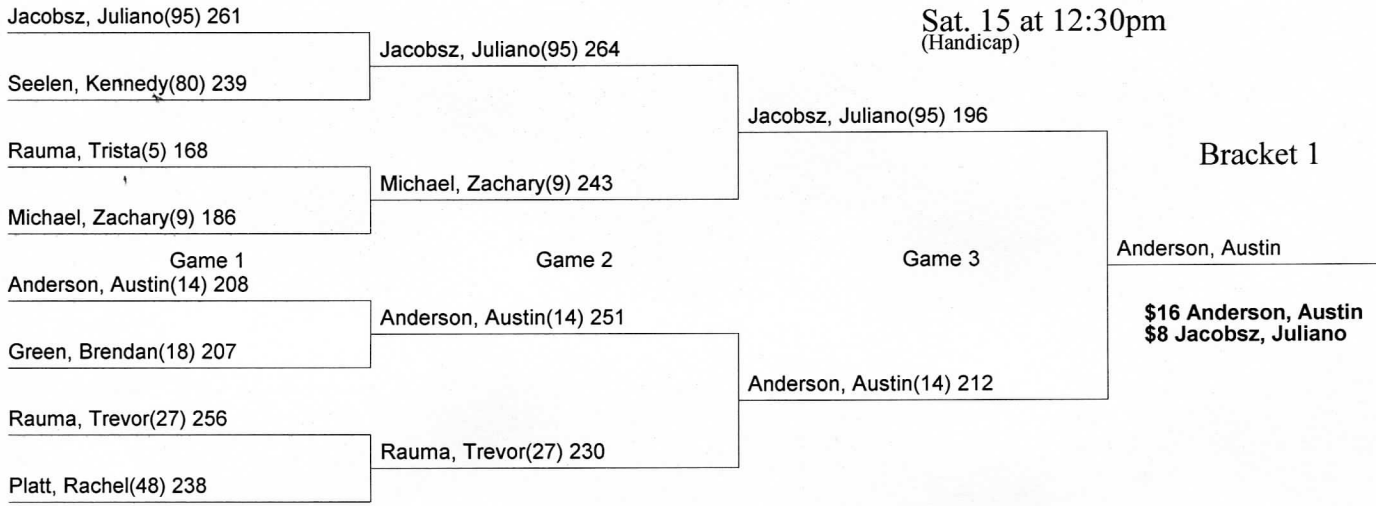 Jacobsz, Juliano(95) 261
Seelen, Kennedy(80) 239
Rauma, Trista(5) 168
Michael, Zachary(9) 186
Game 1
Anderson, Austin(14) 208
Green, Brendan(18) 207
Rauma, Trevor(27) 256
Platt, Rachel(48) 238
Jacobsz, Juliano(95) 264
Michael, Zachary(9) 243
Game 2
Anderson, Austin(14) 251
Rauma, Trevor(27) 230
Sat. 15 at 12:30pm
(Handicap)
Jacobsz, Juliano(95) 196
Game 3
Anderson, Austin(14) 212
Bracket 1
Anderson, Austin
$16 Anderson, Austin
$8 Jacobsz, Juliano